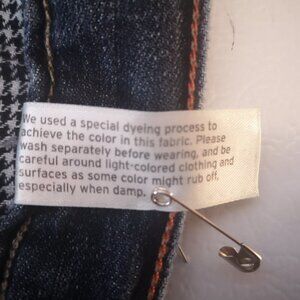 We used a special dyeing process to
achieve the color in this fabric. Please
wash separately before wearing, and be
careful around light-colored clothing and
surfaces as some color might rub off,
especially when damp.